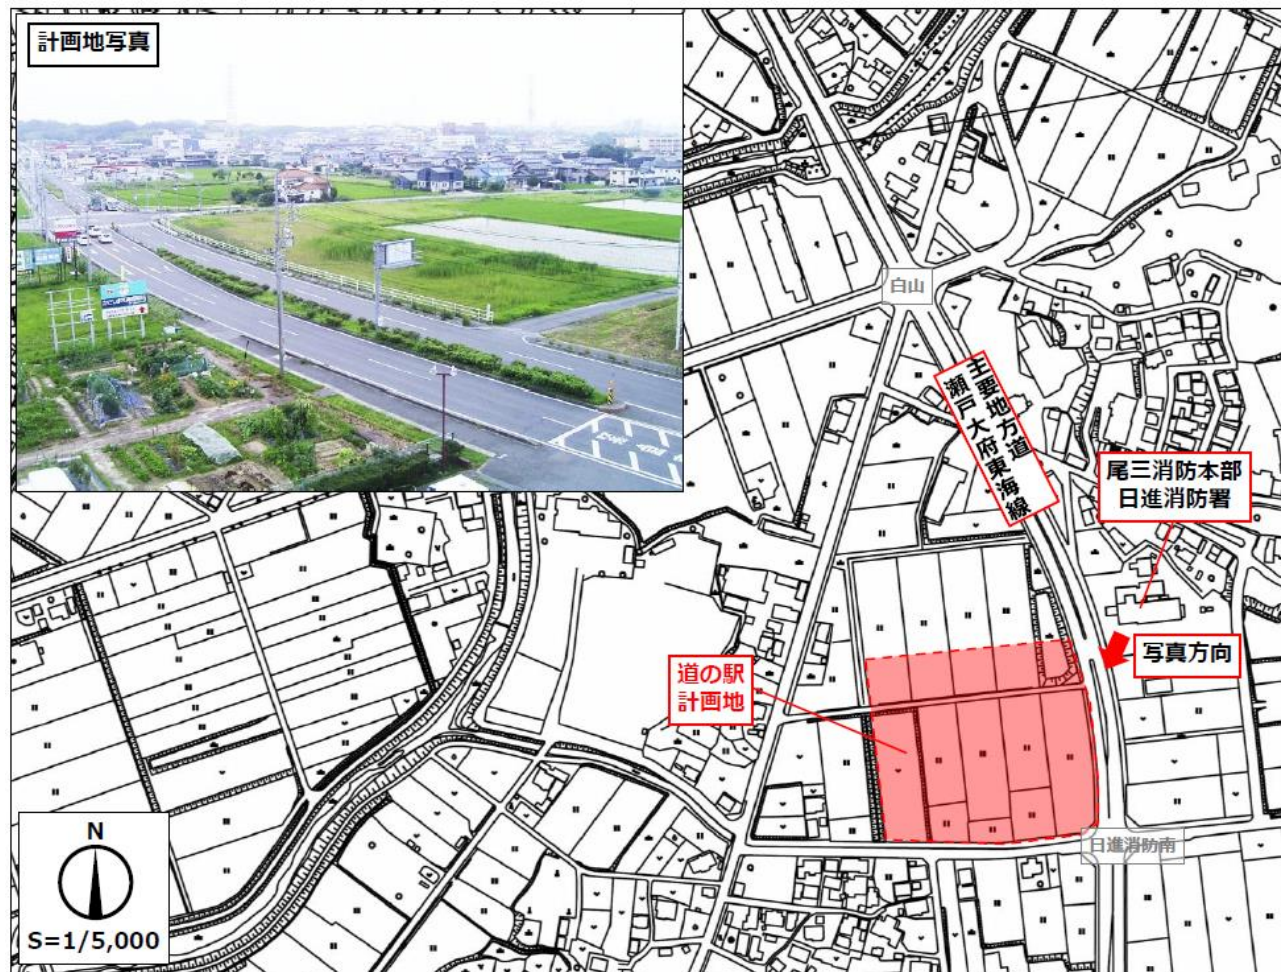 計画地写真
白山
主要地方道
瀬戸大府東海線
尾三消防本部
日進消防署
写真方向
道の駅
計画地
日進消防南
N
S=1/5,000